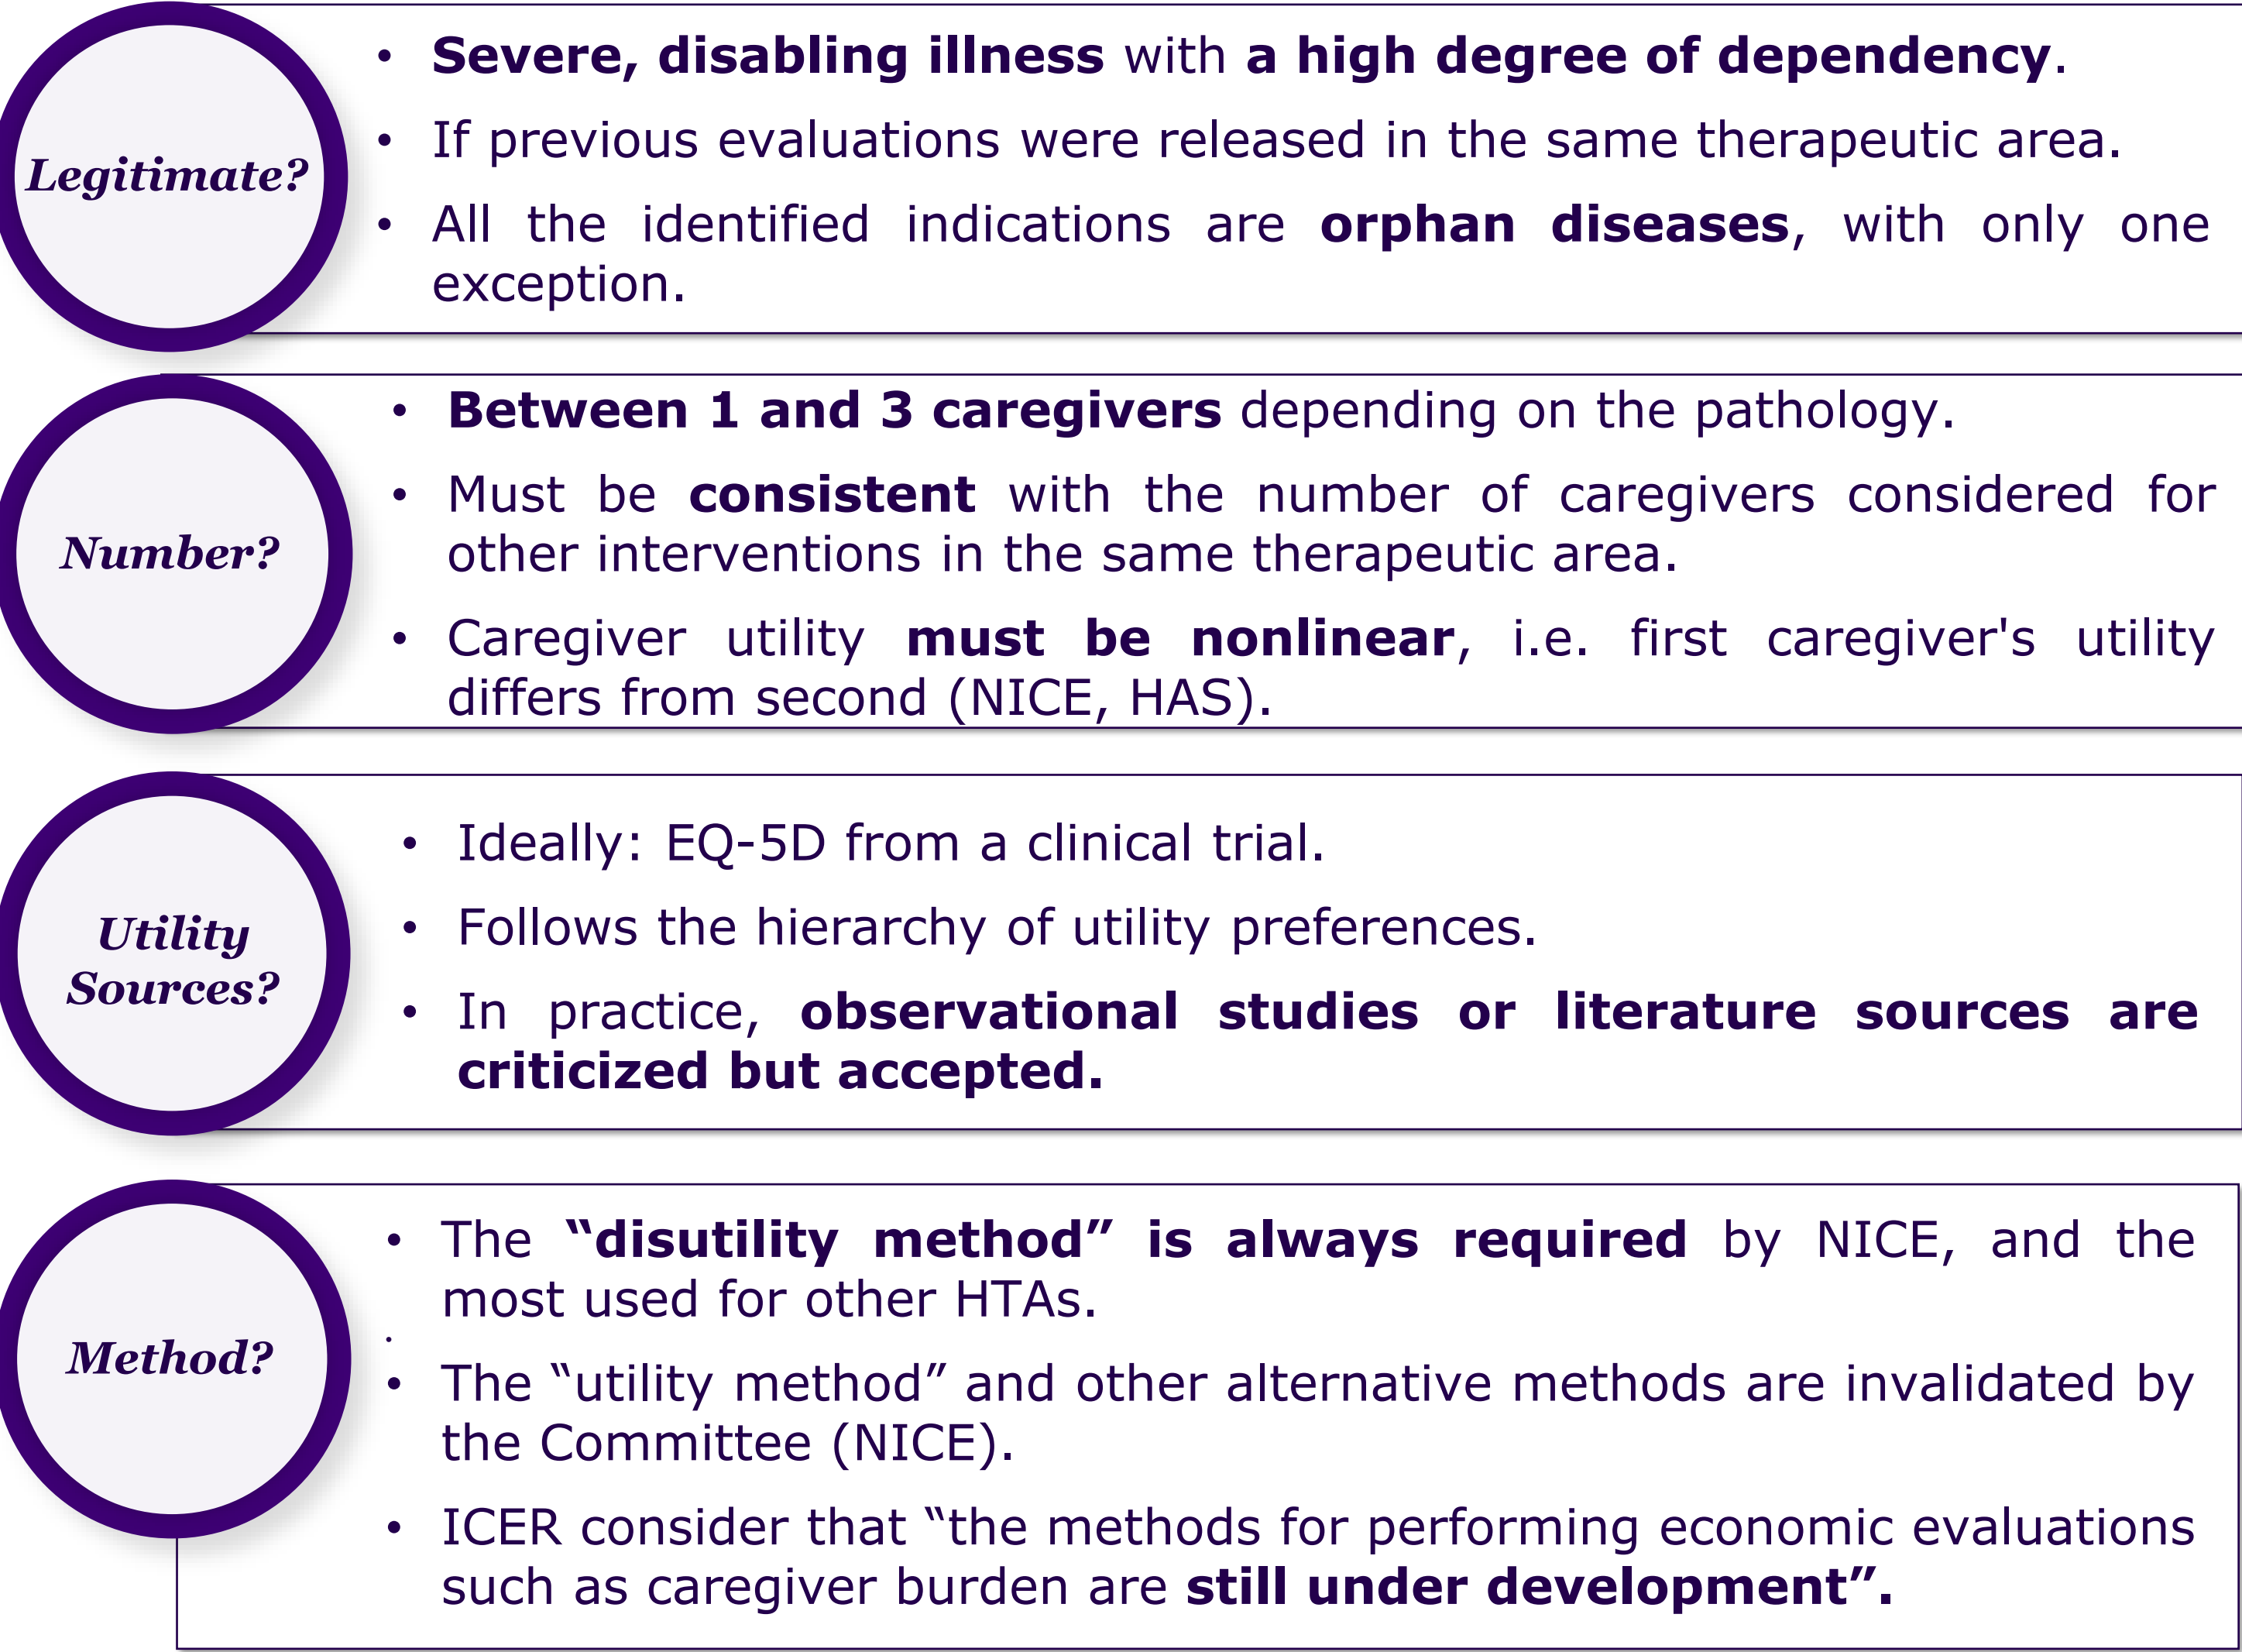 Legitimate?
• Severe, disabling illness with a high degree of dependency.
• If previous evaluations were released in the same therapeutic area.
• All the identified indications are orphan diseases, with only one
exception.
Number?
• Between 1 and 3 caregivers depending on the pathology.
• Must be consistent with the number of caregivers considered for
other interventions in the same therapeutic area.
• Caregiver utility must be nonlinear, i.e. first caregiver's utility
differs from second (NICE, HAS).
Utility
Sources?
• Ideally: EQ-5D from a clinical trial.
• Follows the hierarchy of utility preferences.
• In practice, observational studies or literature sources are
criticized but accepted.
Method?
• The “disutility method” is always required by NICE, and the
most used for other HTAs.
•
• The “utility method” and other alternative methods are invalidated by
the Committee (NICE).
• ICER consider that “the methods for performing economic evaluations
such as caregiver burden are still under development”.